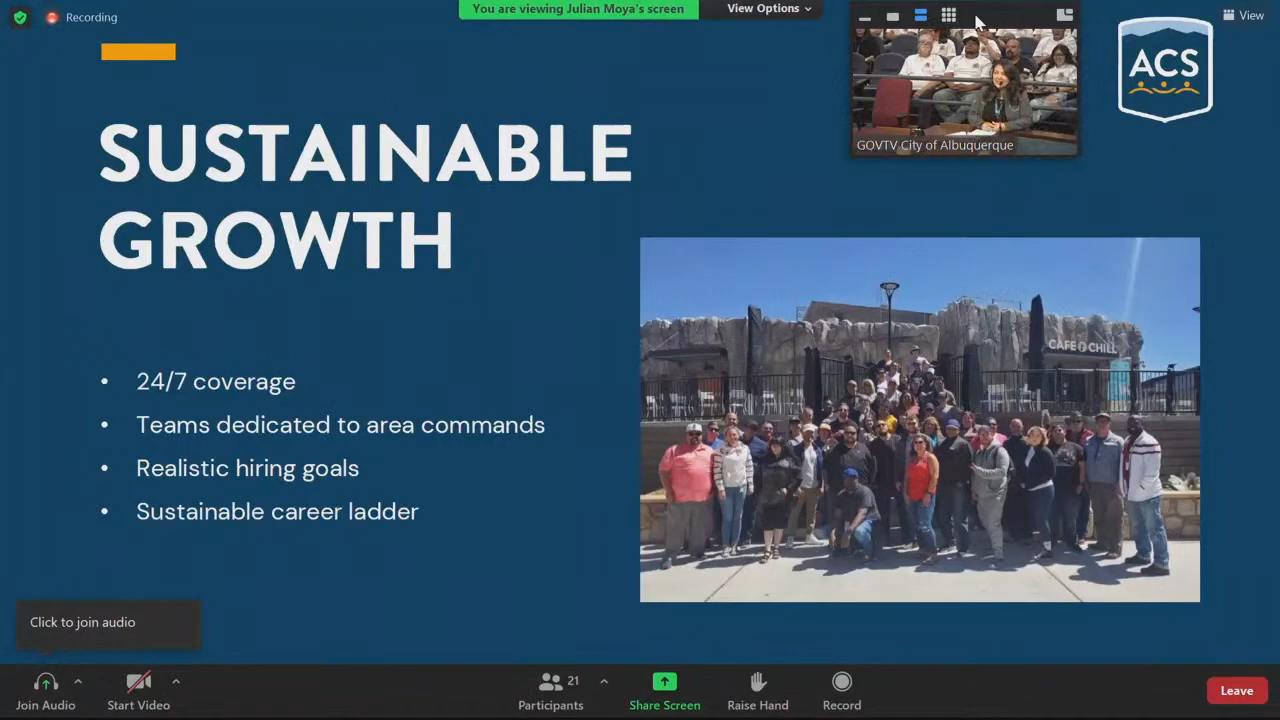 Recording
You are viewing Julian Moya's screen
View Options
View
ACS
GOVTV City of Albuquerque
SUSTAINABLE
GROWTH
CAFE CHILL
• 24/7 coverage
• Teams dedicated to area commands
• Realistic hiring goals
• Sustainable career ladder
Click to join audio
Join Audio
Start Video
21
Participants
Share Screen
Raise Hand
Record
Leave